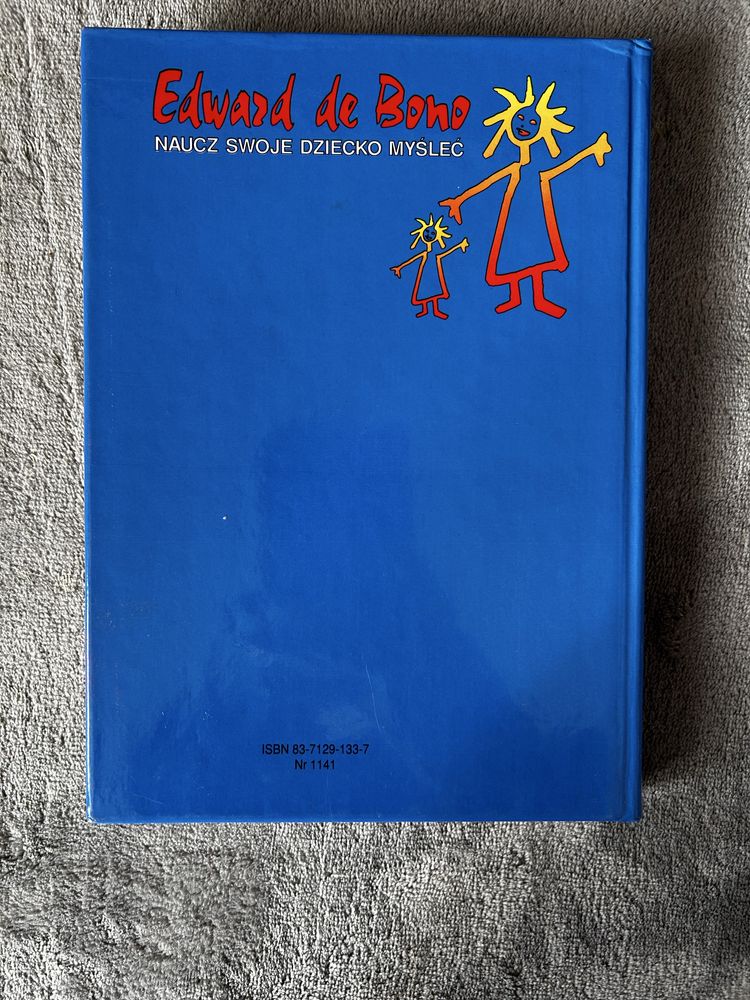 Edward de Bono
NAUCZ SWOJE DZIECKO MYŚLEĆ
ISBN 83-7129-133-7
Nr 1141